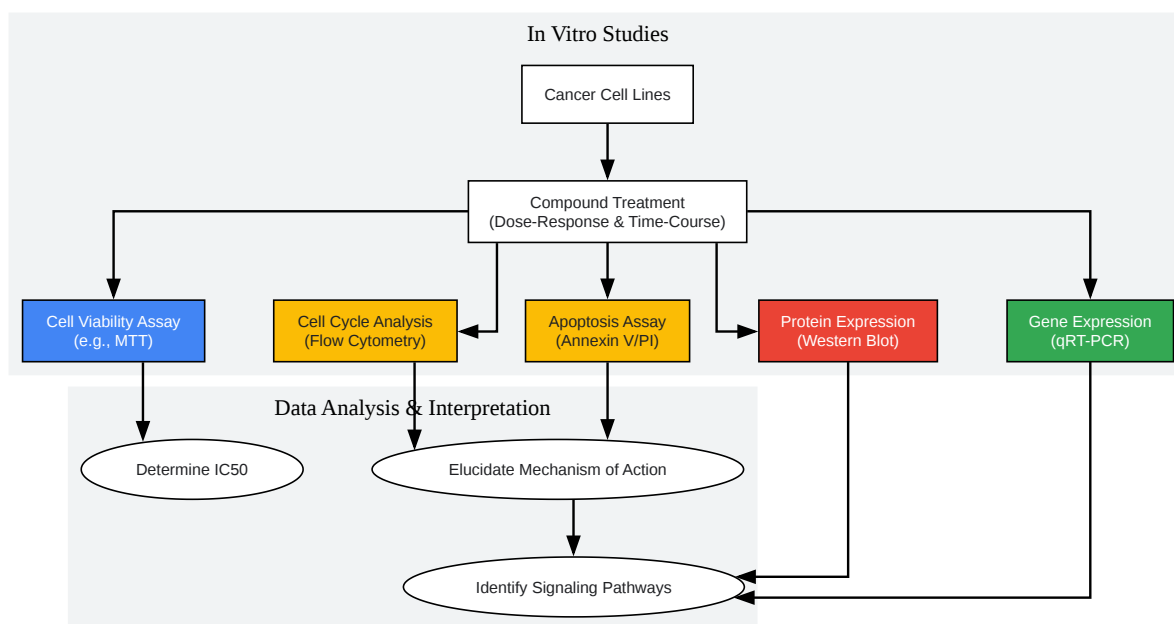 In Vitro Studies
Cancer Cell Lines
Compound Treatment
(Dose-Response & Time-Course)
Cell Viability Assay
(e.g., MTT)
Cell Cycle Analysis
(Flow Cytometry)
Apoptosis Assay
(Annexin V/PI)
Protein Expression
(Western Blot)
Gene Expression
(qRT-PCR)
Data Analysis & Interpretation
Determine IC50
Elucidate Mechanism of Action
Identify Signaling Pathways